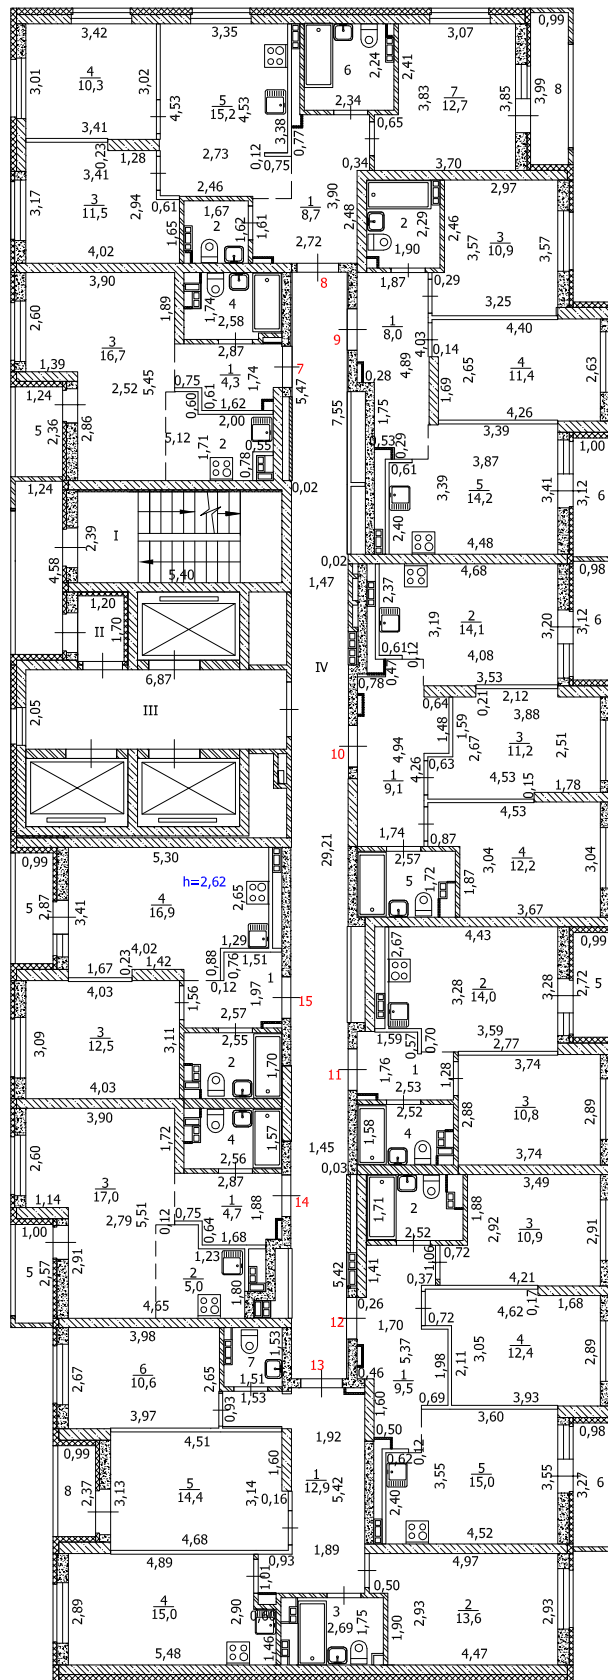 3,42 3,35 3,07 0,99
3,01 4 10,3 3,02 4,53 5 15,2 4,53 3,38 0,77 6 2,24 2,41 3,83 7 12,7 3,85 3,99 8
3,41 2,73 0,12 0,75 2,34 0,65
0,23 1,28 0,34 3,70
3,41 2,46 3,90 2,97
3,17 3 11,5 2,94 0,61 1,67 1,65 2 1,62 1,61 1 8,7 2,48 2 2,29 2,46 3,57 3 10,9 3,57
4,02 2,72 1,90
3,90 1,74 4 8 1,87 0,29 3,25
2,60 3 16,7 1,89 2,58 9 1 8,0 4,03 4,40
2,87 4,89 0,14 2,65 4 11,4 2,63
1,39 2,52 5,45 0,75 1 4,3 1,74 7 5,47 0,28 1,69
1,24 0,60 0,61 1,62 7,55 1,75 4,26
5 2,36 2,86 2,00 3,39 1,00
5,12 1,71 2 0,55 0,53 0,29 3,87
0,78 0,61 3,39 5 14,2 3,41 3,12 6
1,24 0,02 2,40
4,58 2,39 I 4,48
5,40 0,02 4,68 0,98
1,20 1,47 2,37
II 1,70 IV 3,19 2 14,1 3,20 3,12 6
0,61 0,12 4,08
6,87 0,78 0,47 3,53
2,05 III 0,64 0,21 2,12
1,48 1,59 3,88
10 4,94 2,67 3 11,2 2,51
4,26 0,63
1 9,1 4,53 0,15 1,78
4,53
1,74 0,87
5,30 29,21 2,57 3,04 4 12,2 3,04
0,99 h=2,62 1,72 1,87
5 2,87 3,41 4 16,9 2,65 5 3,67
1,29 4,43 0,99
4,02 0,88 0,76 1,51 2,67
1,67 0,23 1,42 0,12 1 3,28 2 14,0 3,28 2,72 5
4,03 1,56 1,97 15 3,59
2,57 1,59 0,57 0,70 2,77
3,09 3 12,5 3,11 2,55 11 1,76 1 3,74
2 1,70 2,53 1,28
4,03 2,52 2,88 3 10,8 2,89
3,90 4 1,57 1,58 4
2,60 1,72 2,56 1,45 3,74
3 17,0 2,87 0,03 3,49
1,14 5,51 0,75 1 4,7 1,88 14 1,71 2 1,88 2,92 3 10,9 2,91
2,79 0,12 0,64 2,52
1,00 1,68 1,41 1,06 0,72
5 2,57 2,91 1,23 5,42 0,37 4,21
2 5,0 1,80 0,26 0,17 1,68
4,65 12 0,72 4,62
3,98 7 1,53 1,70 3,05 4 12,4 2,89
2,67 6 10,6 2,65 5,37 1,98 2,11
1,51 13 0,46 1 9,5
3,97 0,93 1,53 1,60 0,69 3,93
4,51 1,92 3,60 0,98
0,99 1,60 0,50 0,12
8 2,37 3,13 5 14,4 3,14 1 12,9 0,62 3,55 5 15,0 3,55 3,27 6
0,16 5,42 2,40
4,68 1,89 4,52
4,89 0,93 4,97
1,01 0,50
2,89 4 15,0 2,90 3 1,75 1,90 2,93 2 13,6 2,93
5,48 1,46 2,69 4,47